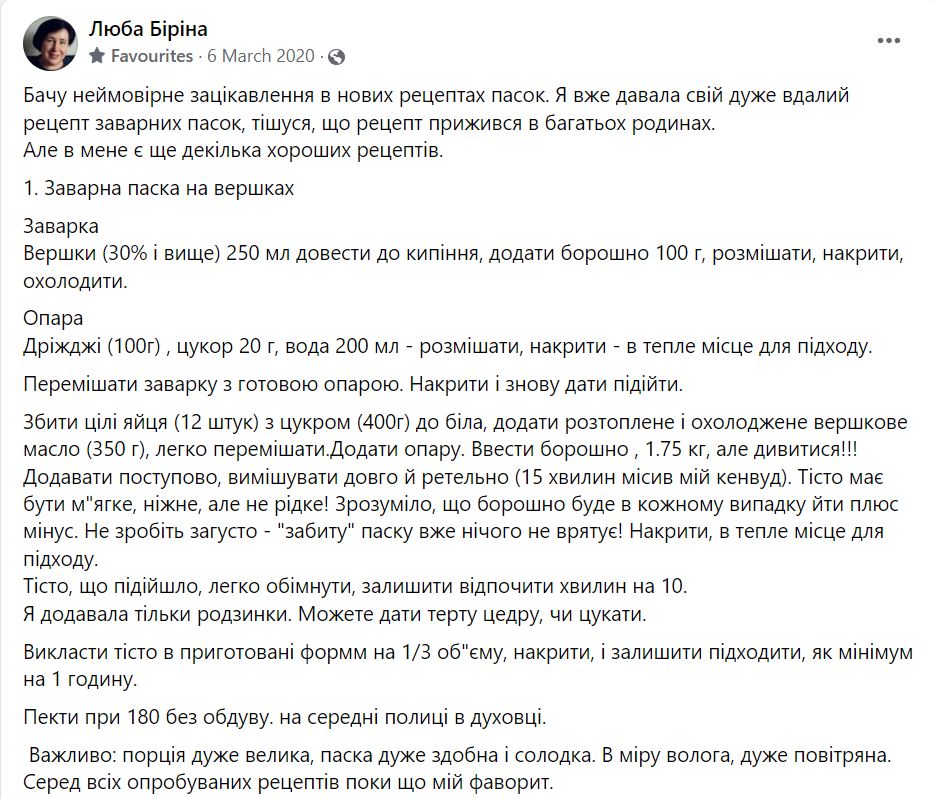 Люба Біріна
Favourites · 6 March 2020 ·
Бачу неймовірне зацікавлення в нових рецептах пасок. Я вже давала свій дуже вдалий
рецепт заварних пасок, тішуся, що рецепт прижився в багатьох родинах.
Але в мене є ще декілька хороших рецептів.
1. Заварна паска на вершках
Заварка
Вершки (30% і вище) 250 мл довести до кипіння, додати борошно 100 г, розмішати, накрити,
охолодити.
Опара
Дріжджі (100г) , цукор 20 г, вода 200 мл - розмішати, накрити - в тепле місце для підходу.
Перемішати заварку з готовою опарою. Накрити і знову дати підійти.
Збити цілі яйця (12 штук) з цукром (400г) до біла, додати розтоплене і охолоджене вершкове
масло (350 г), легко перемішати.Додати опару. Ввести борошно , 1.75 кг, але дивитися!!!
Додавати поступово, вимішувати довго й ретельно (15 хвилин місив мій кенвуд). Тісто має
бути м"ягке, ніжне, але не рідке! Зрозуміло, що борошно буде в кожному випадку йти плюс
мінус. Не зробіть загусто - "забиту" паску вже нічого не врятує! Накрити, в тепле місце для
підходу.
Тісто, що підійшло, легко обімнути, залишити відпочити хвилин на 10.
Я додавала тільки родзинки. Можете дати терту цедру, чи цукати.
Викласти тісто в приготовані формм на 1/3 об"єму, накрити, і залишити підходити, як мінімум
на 1 годину.
Пекти при 180 без обдуву. на середні полиці в духовці.
Важливо: порція дуже велика, паска дуже здобна і солодка. В міру волога, дуже повітряна.
Серед всіх опробуваних рецептів поки що мій фаворит.